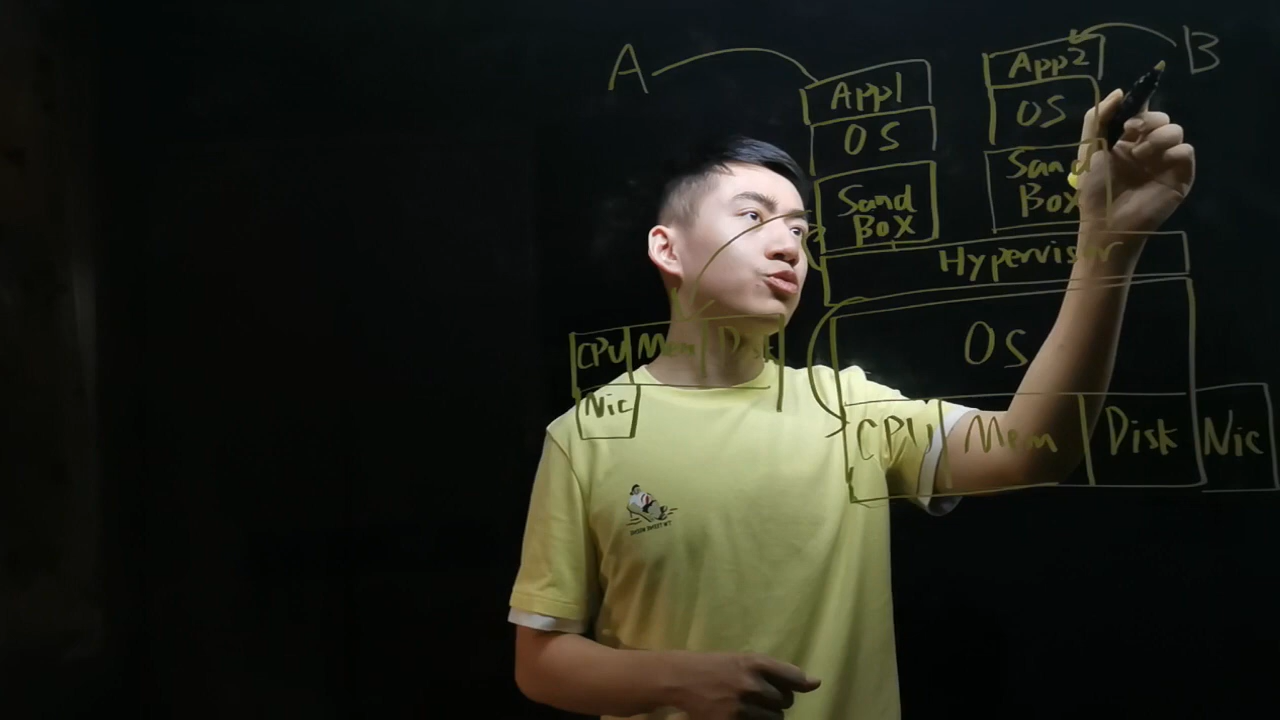 A
App1
OS
Sand
Box
App2
B
OS
Sand
Box
Hypervisor
OS
CPU Mem Disk Nic
CPU Mem Disk
Nic